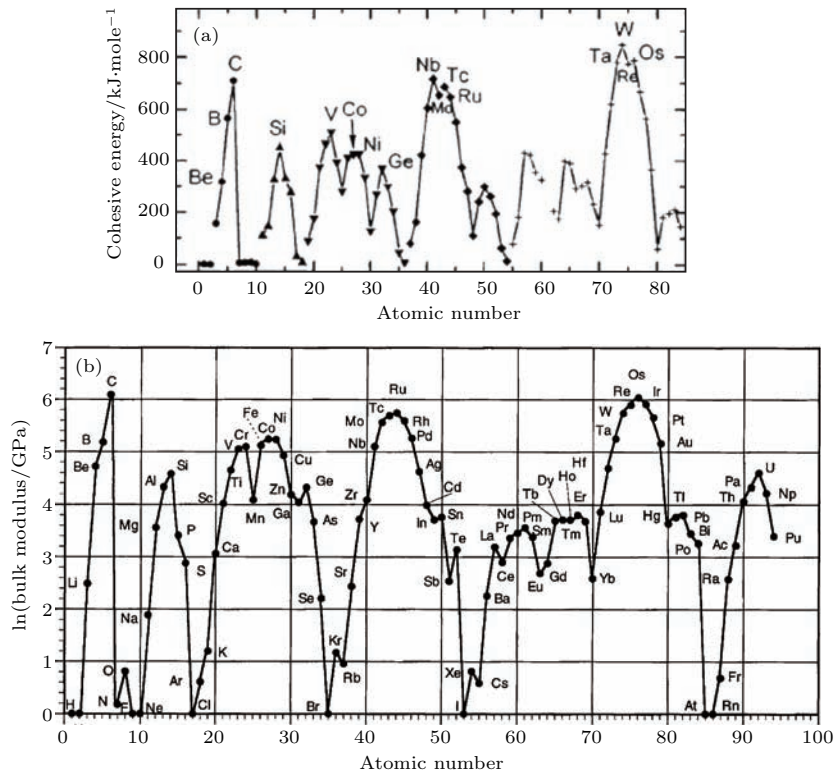 (a)
Cohesive energy/kJ·mole⁻¹
800
600
400
200
0
Be
B
C
Si
V
Co
Ni
Ge
Nb
Mo
Tc
Ru
Ta
W
Re
Os
0 10 20 30 40 50 60 70 80
Atomic number
(b)
ln(bulk modulus/GPa)
7
6
5
4
3
2
1
0
H
Li
Be
B
C
N
O
F
Ne
Na
Mg
Al
Si
P
S
Cl
Ar
K
Ca
Sc
Ti
V
Cr
Mn
Fe
Co
Ni
Cu
Zn
Ga
Ge
As
Se
Br
Kr
Rb
Sr
Y
Zr
Nb
Mo
Tc
Ru
Rh
Pd
Ag
Cd
In
Sn
Sb
Te
I
Xe
Cs
Ba
La
Ce
Pr
Nd
Pm
Sm
Eu
Gd
Tb
Dy
Ho
Er
Tm
Yb
Lu
Hf
Ta
W
Re
Os
Ir
Pt
Au
Hg
Tl
Pb
Bi
Po
At
Rn
Fr
Ra
Ac
Th
Pa
U
Np
Pu
0 10 20 30 40 50 60 70 80 90 100
Atomic number